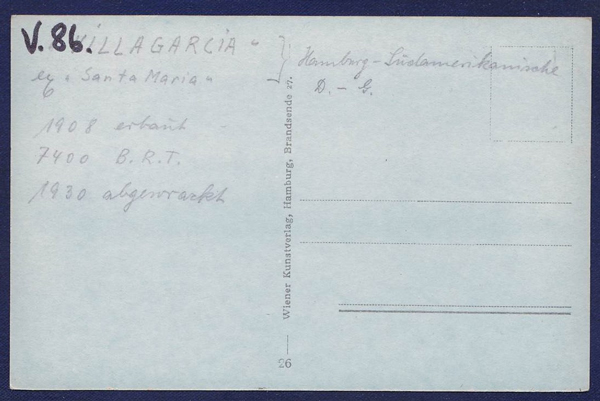 V.86.
„VILLAGARCIA“
ex „Santa Maria“
1908 erbaut
7400 B.R.T.
1930 abgewrackt
Hamburg-Südamerikanische
D.-G.
Wiener Kunstverlag, Hamburg, Brandsende 27.
26